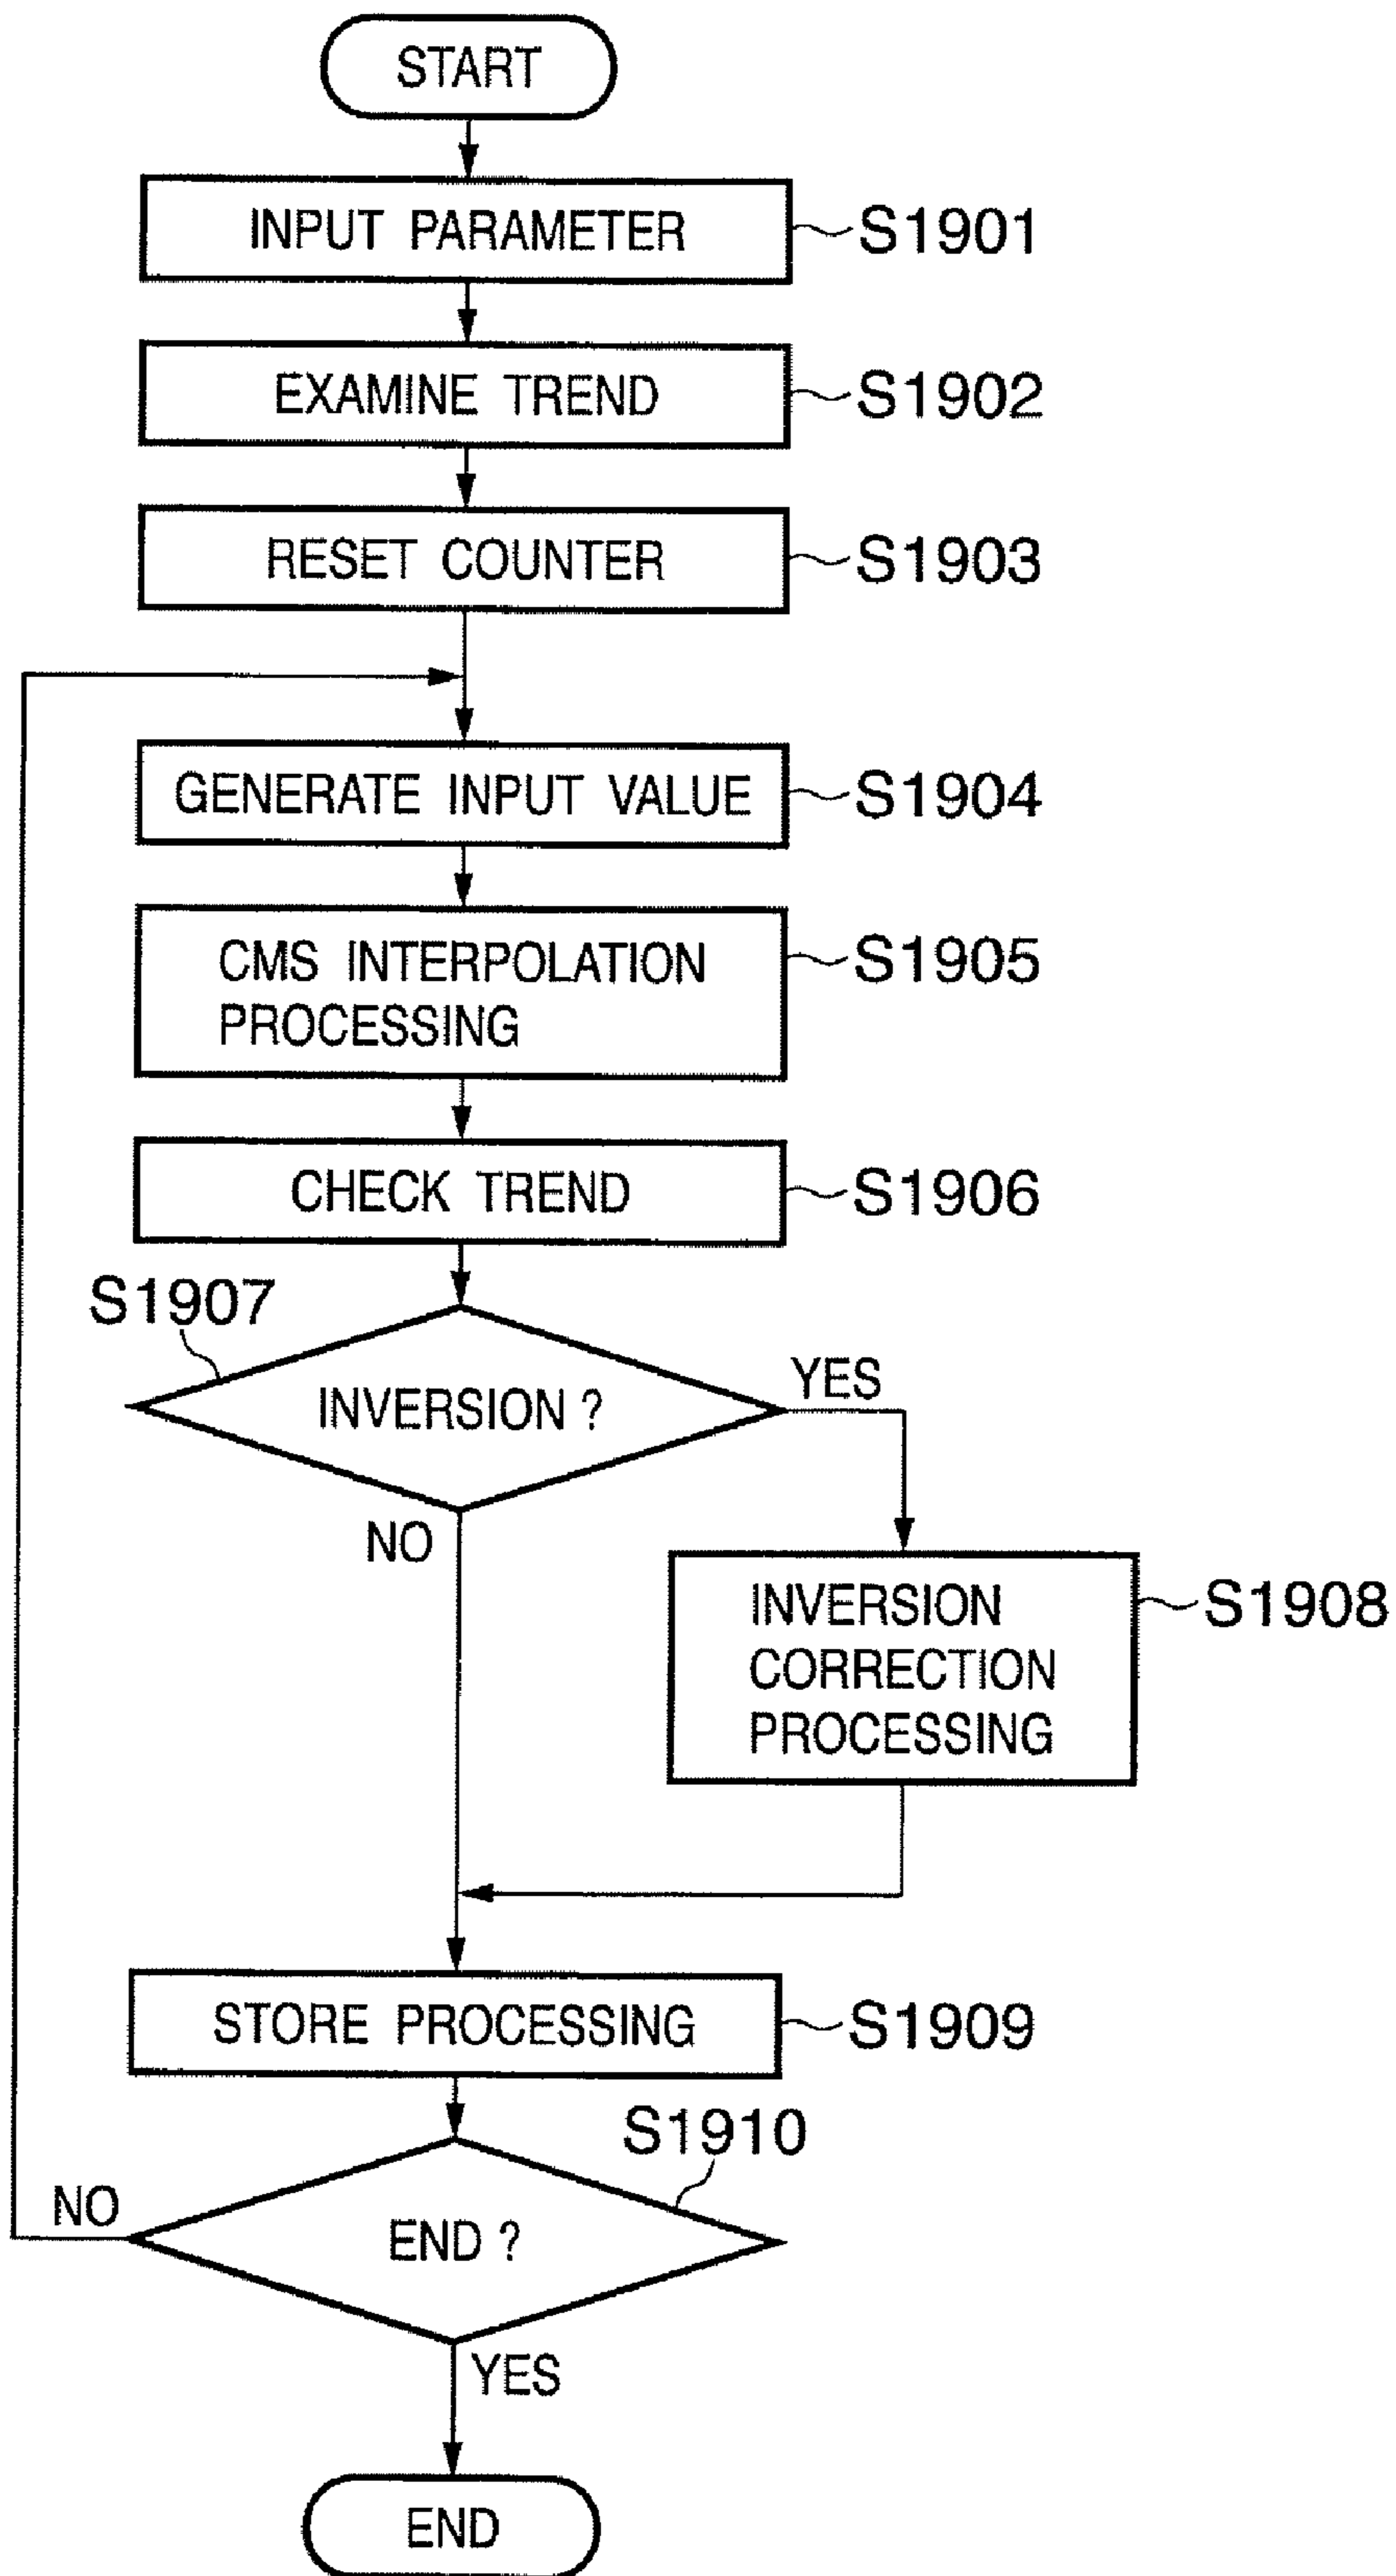 START
INPUT PARAMETER
S1901
EXAMINE TREND
S1902
RESET COUNTER
S1903
GENERATE INPUT VALUE
S1904
CMS INTERPOLATION
PROCESSING
S1905
CHECK TREND
S1906
S1907
INVERSION ?
YES
NO
INVERSION
CORRECTION
PROCESSING
S1908
STORE PROCESSING
S1909
S1910
NO
END ?
YES
END